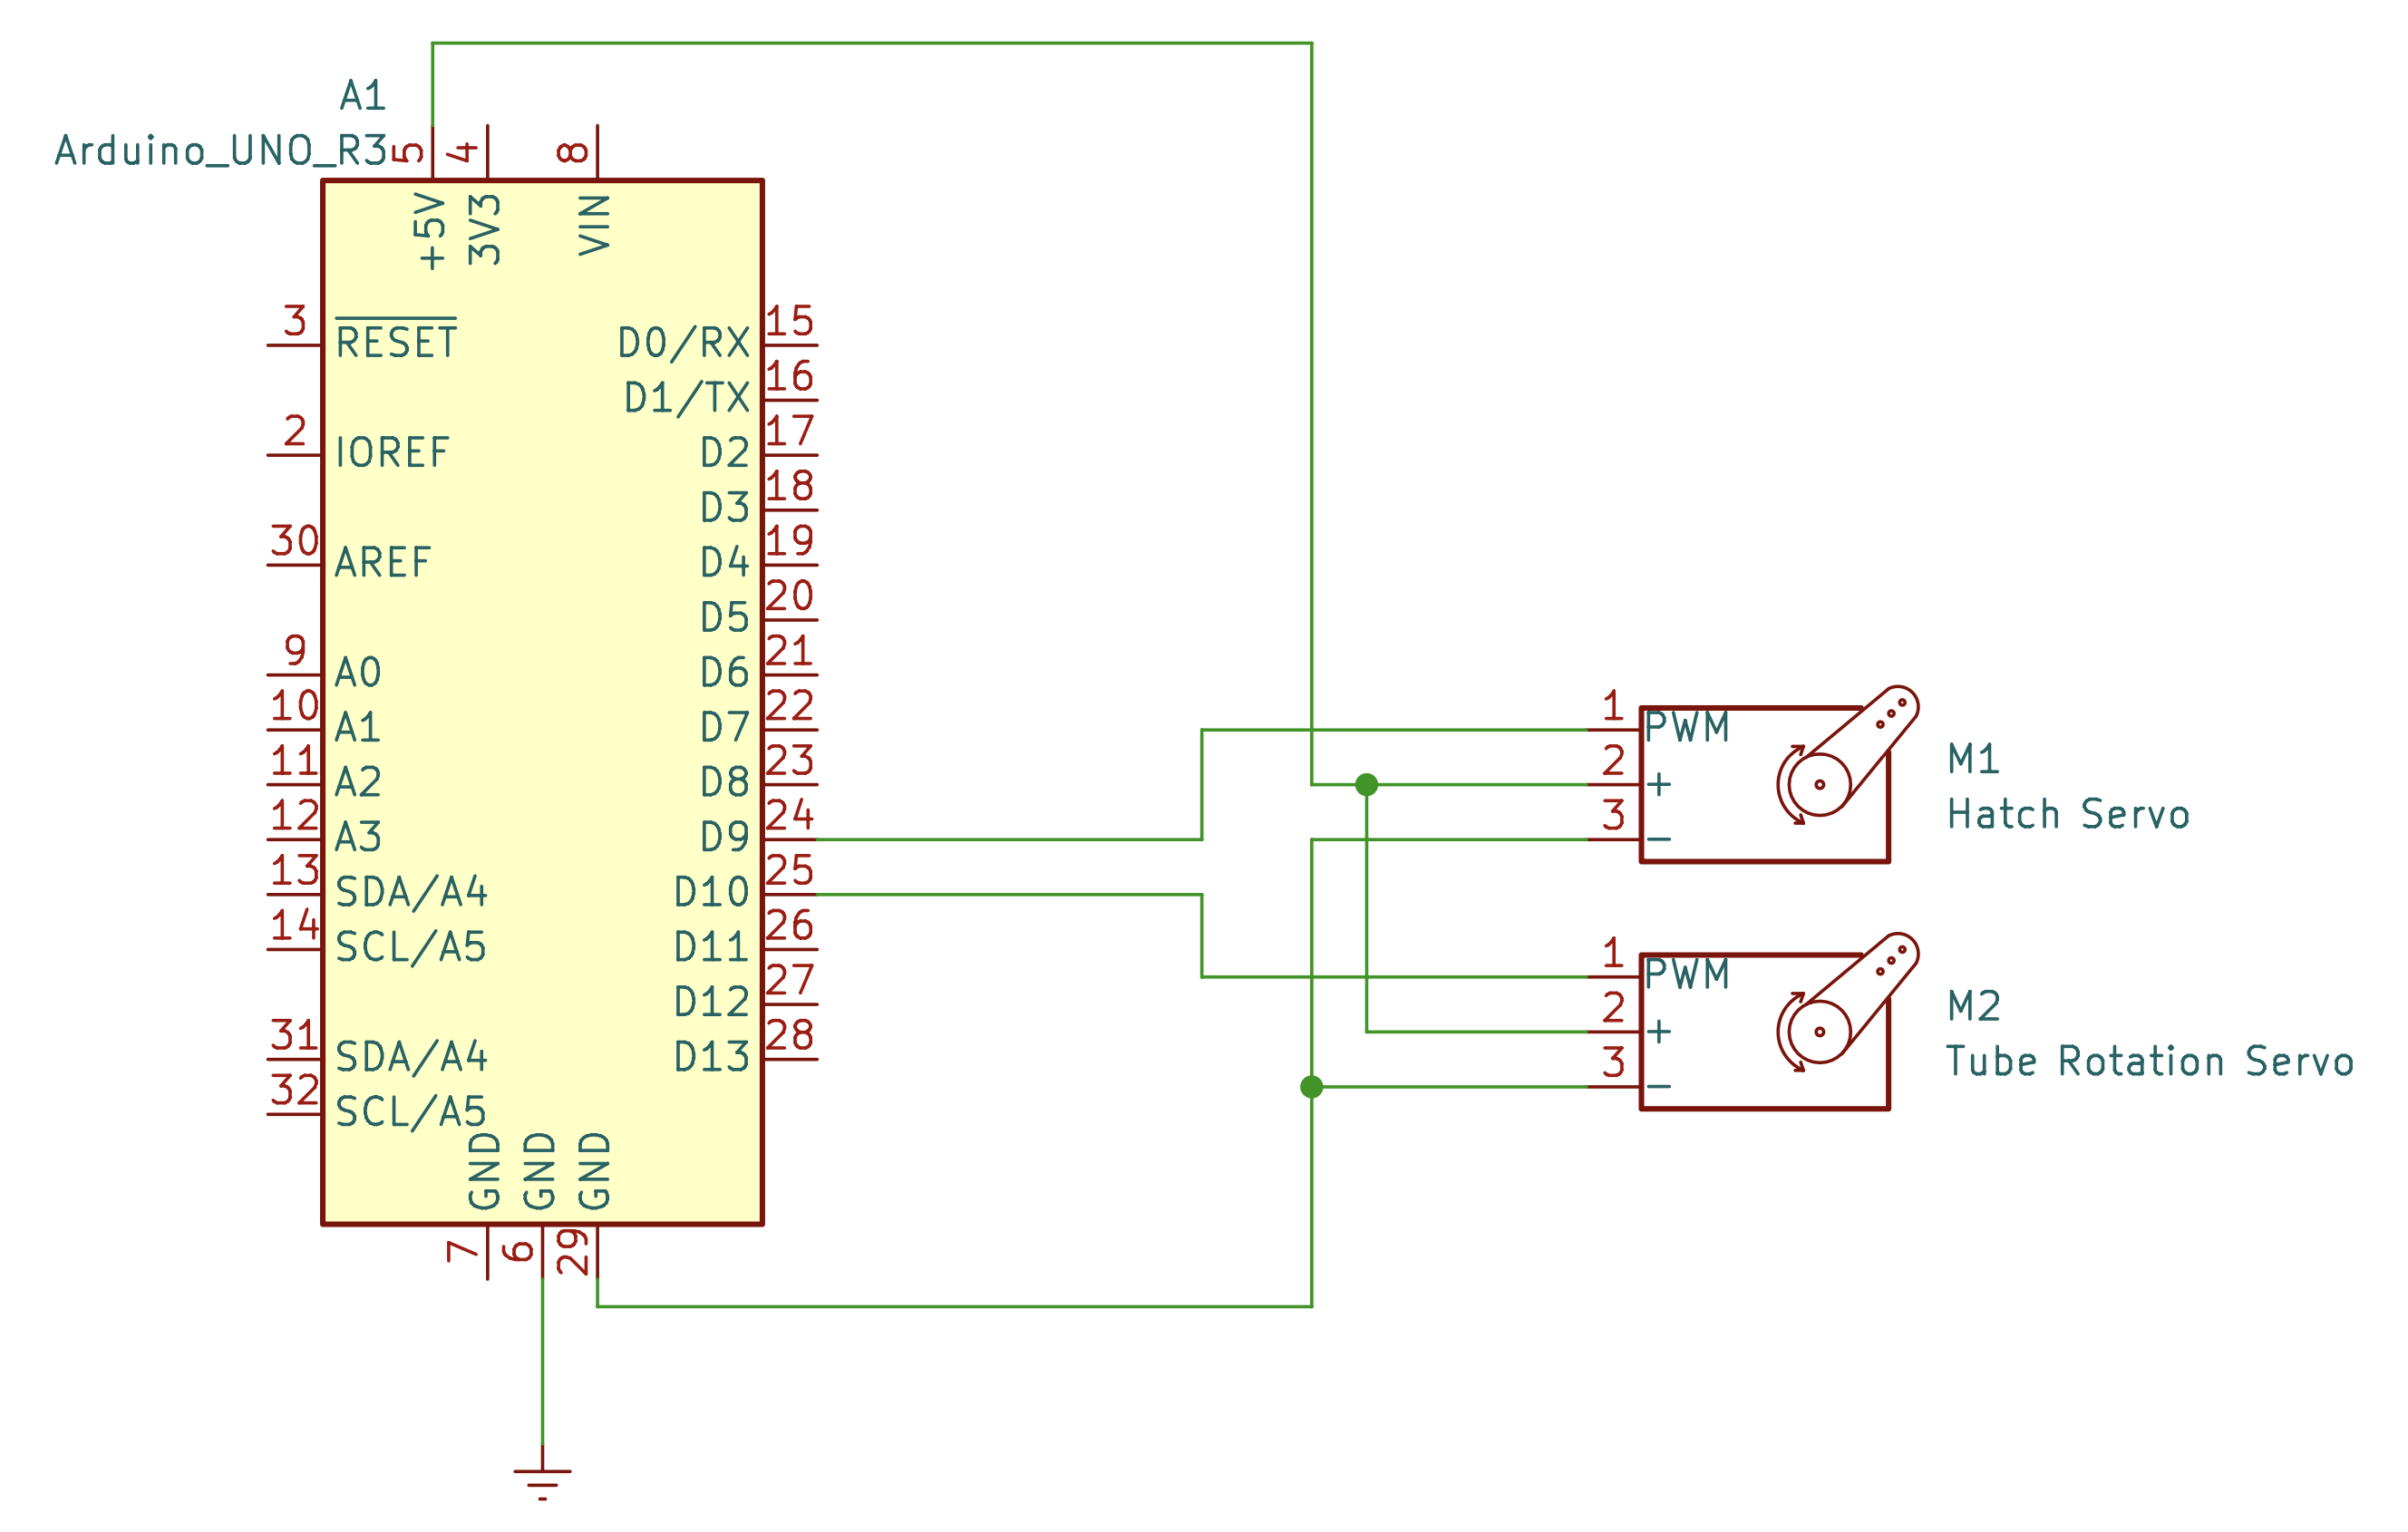 A1
Arduino_UNO_R3
5
4
8
+5V
3V3
VIN
3
RESET
2
IOREF
30
AREF
9
A0
10
A1
11
A2
12
A3
13
SDA/A4
14
SCL/A5
31
SDA/A4
32
SCL/A5
D0/RX
15
D1/TX
16
D2
17
D3
18
D4
19
D5
20
D6
21
D7
22
D8
23
D9
24
D10
25
D11
26
D12
27
D13
28
GND
GND
GND
7
6
29
1
PWM
2
+
3
-
M1
Hatch Servo
1
PWM
2
+
3
-
M2
Tube Rotation Servo